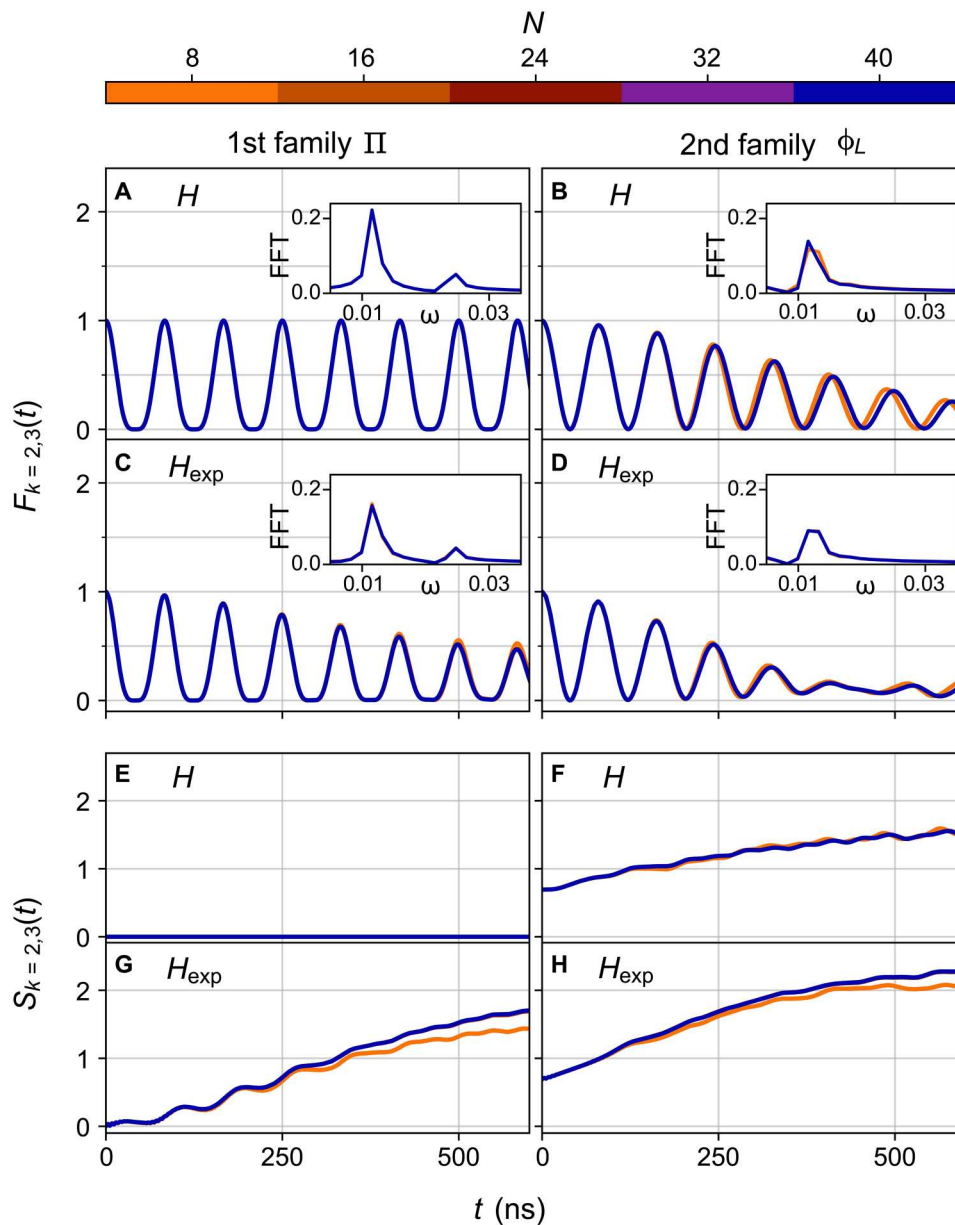 N
8 16 24 32 40
1st family Π 2nd family ϕL
A H B H
2 1 0
FFT 0.2 0.0 0.01 ω 0.03
FFT 0.2 0.0 0.01 ω 0.03
C Hexp D Hexp
2 1 0
FFT 0.2 0.0 0.01 ω 0.03
FFT 0.2 0.0 0.01 ω 0.03
Fk = 2,3(t)
E H F H
2 1 0
G Hexp H Hexp
2 1 0
Sk = 2,3(t)
0 250 500 0 250 500
t (ns)